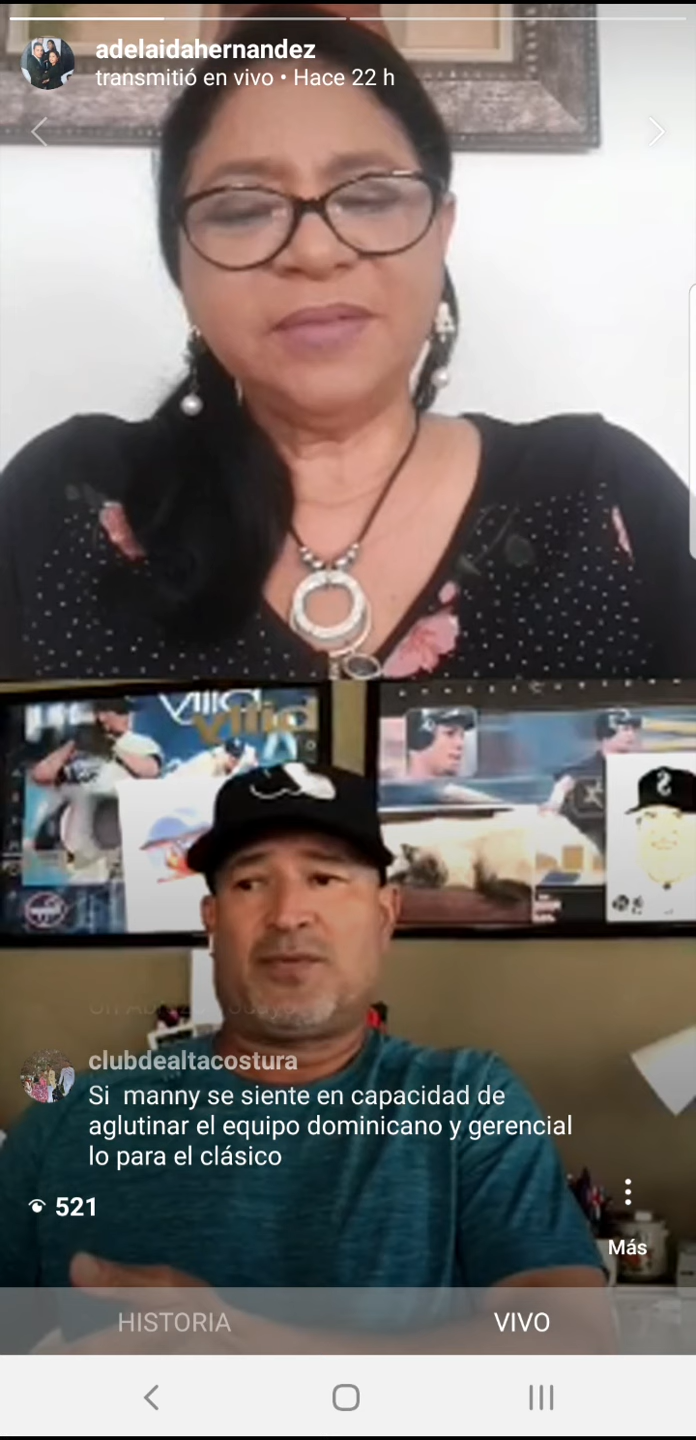 adelaidahernandez
transmitió en vivo • Hace 22 h
clubdealtacostura
Si  manny se siente en capacidad de
aglutinar el equipo dominicano y gerencial
lo para el clásico
521
Más
HISTORIA
VIVO